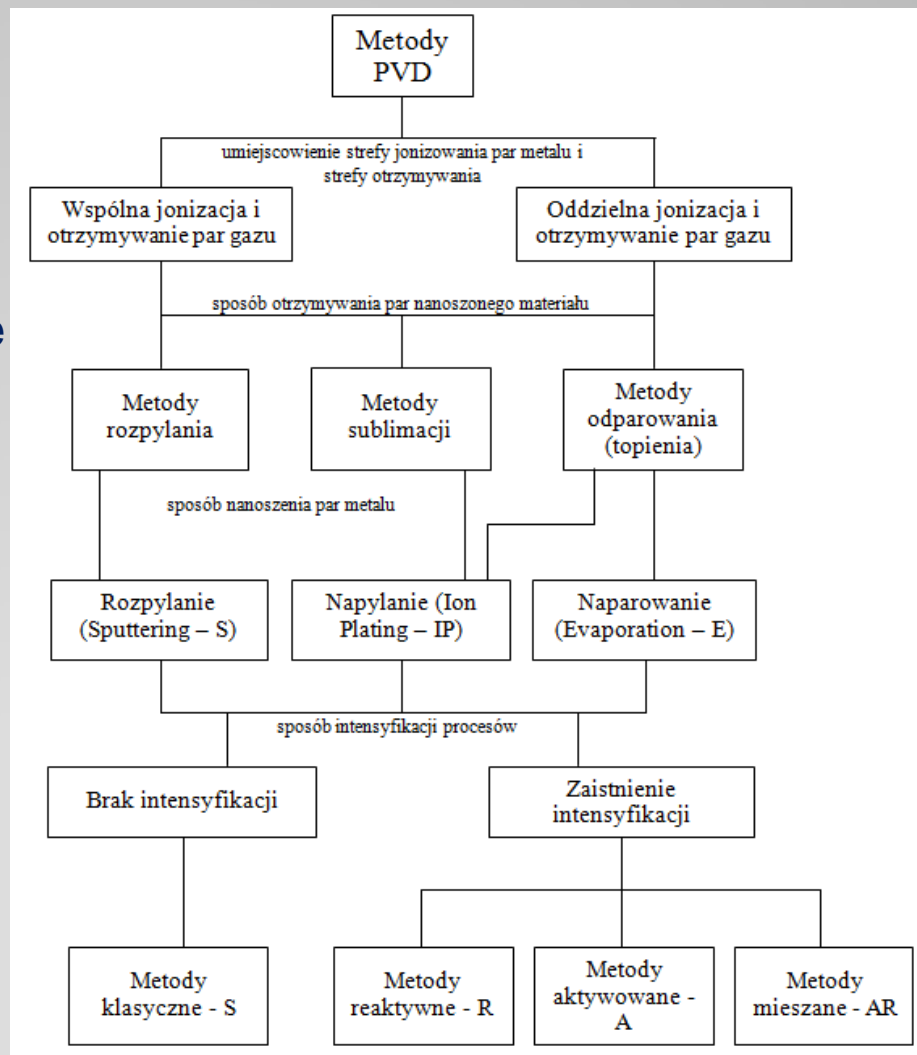 Metody
PVD
umiejscowienie strefy jonizowania par metalu i
strefy otrzymywania
Wspólna jonizacja i
otrzymywanie par gazu
Oddzielna jonizacja i
otrzymywanie par gazu
sposób otrzymywania par nanoszonego materiału
e
Metody
rozpylania
Metody
sublimacji
Metody
odparowania
(topienia)
sposób nanoszenia par metalu
Rozpylanie
(Sputtering – S)
Napylanie (Ion
Plating – IP)
Naparowanie
(Evaporation – E)
sposób intensyfikacji procesów
Brak intensyfikacji
Zaistnienie
intensyfikacji
Metody
klasyczne - S
Metody
reaktywne - R
Metody
aktywowane -
A
Metody
mieszane - AR